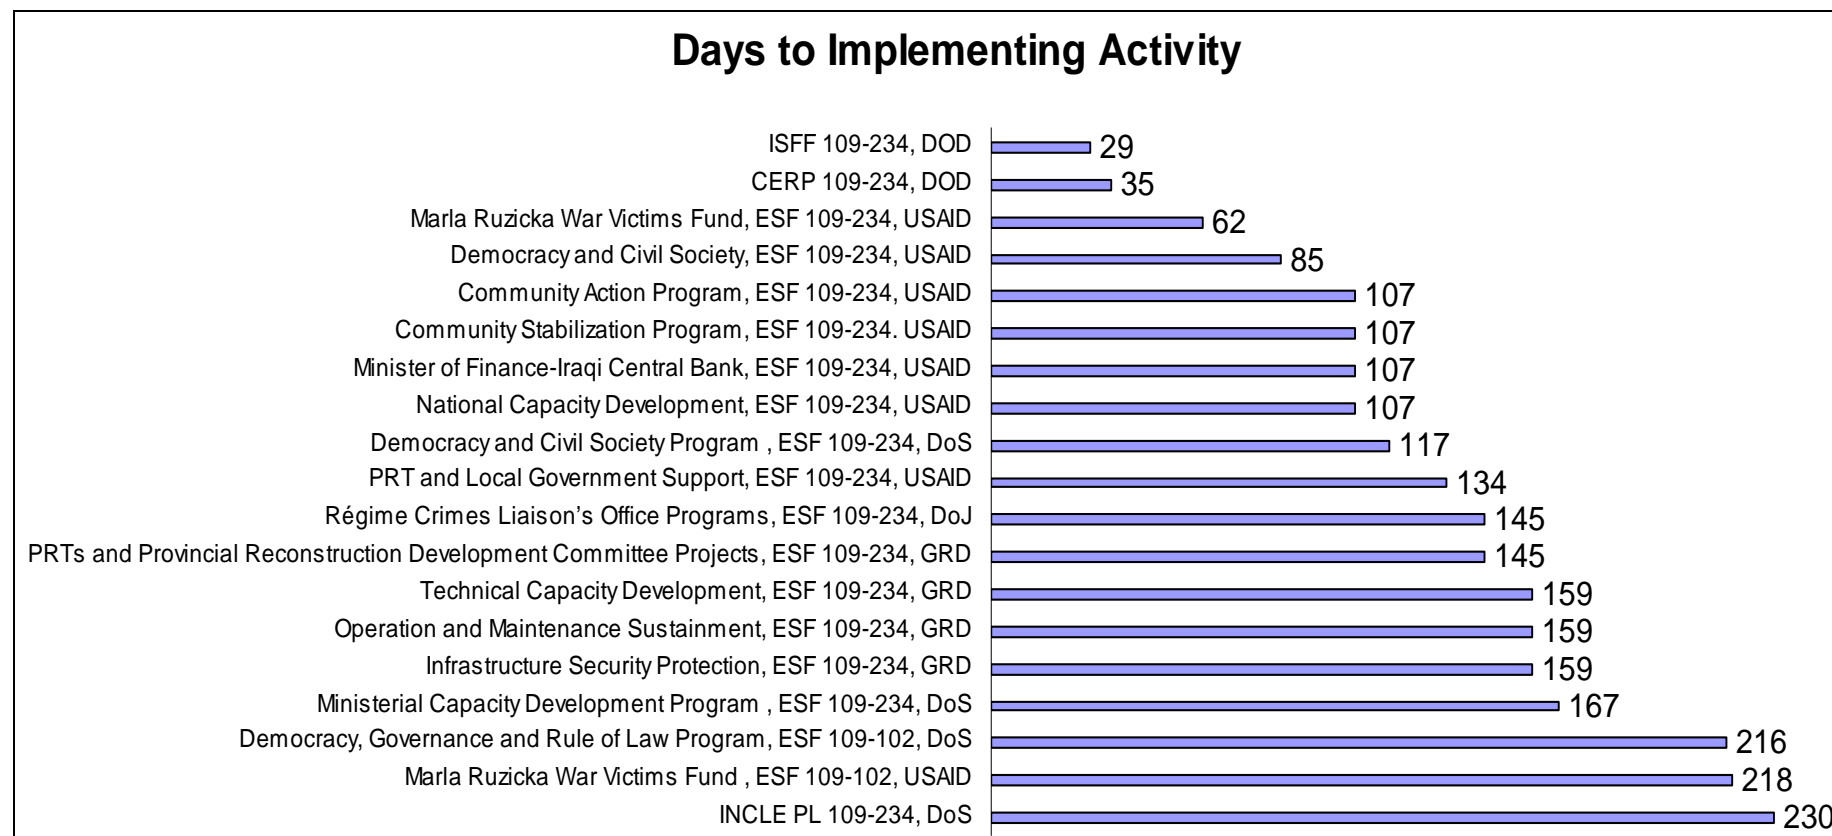 Days to Implementing Activity
ISFF 109-234, DOD 29
CERP 109-234, DOD 35
Marla Ruzicka War Victims Fund, ESF 109-234, USAID 62
Democracy and Civil Society, ESF 109-234, USAID 85
Community Action Program, ESF 109-234, USAID 107
Community Stabilization Program, ESF 109-234. USAID 107
Minister of Finance-Iraqi Central Bank, ESF 109-234, USAID 107
National Capacity Development, ESF 109-234, USAID 107
Democracy and Civil Society Program , ESF 109-234, DoS 117
PRT and Local Government Support, ESF 109-234, USAID 134
Régime Crimes Liaison’s Office Programs, ESF 109-234, DoJ 145
PRTs and Provincial Reconstruction Development Committee Projects, ESF 109-234, GRD 145
Technical Capacity Development, ESF 109-234, GRD 159
Operation and Maintenance Sustainment, ESF 109-234, GRD 159
Infrastructure Security Protection, ESF 109-234, GRD 159
Ministerial Capacity Development Program , ESF 109-234, DoS 167
Democracy, Governance and Rule of Law Program, ESF 109-102, DoS 216
Marla Ruzicka War Victims Fund , ESF 109-102, USAID 218
INCLE PL 109-234, DoS 230